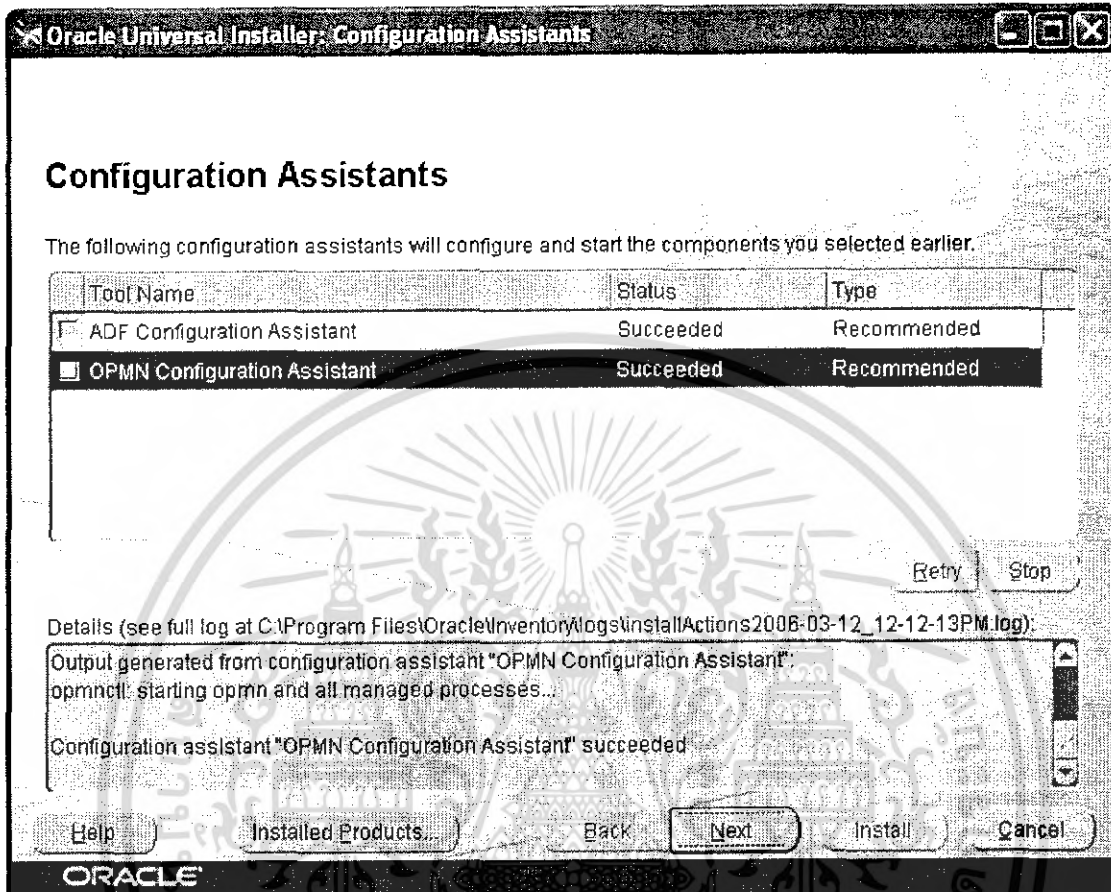 Oracle Universal Installer: Configuration Assistants
Configuration Assistants
The following configuration assistants will configure and start the components you selected earlier.
Tool Name Status Type
ADF Configuration Assistant Succeeded Recommended
OPMN Configuration Assistant Succeeded Recommended
Retry Stop
Details (see full log at C:\Program Files\Oracle\Inventory\logs\installActions2006-03-12_12-12-13PM.log):
Output generated from configuration assistant "OPMN Configuration Assistant":
opmnctl: starting opmn and all managed processes...
Configuration assistant "OPMN Configuration Assistant" succeeded
Help Installed Products... Back Next Install Cancel
ORACLE